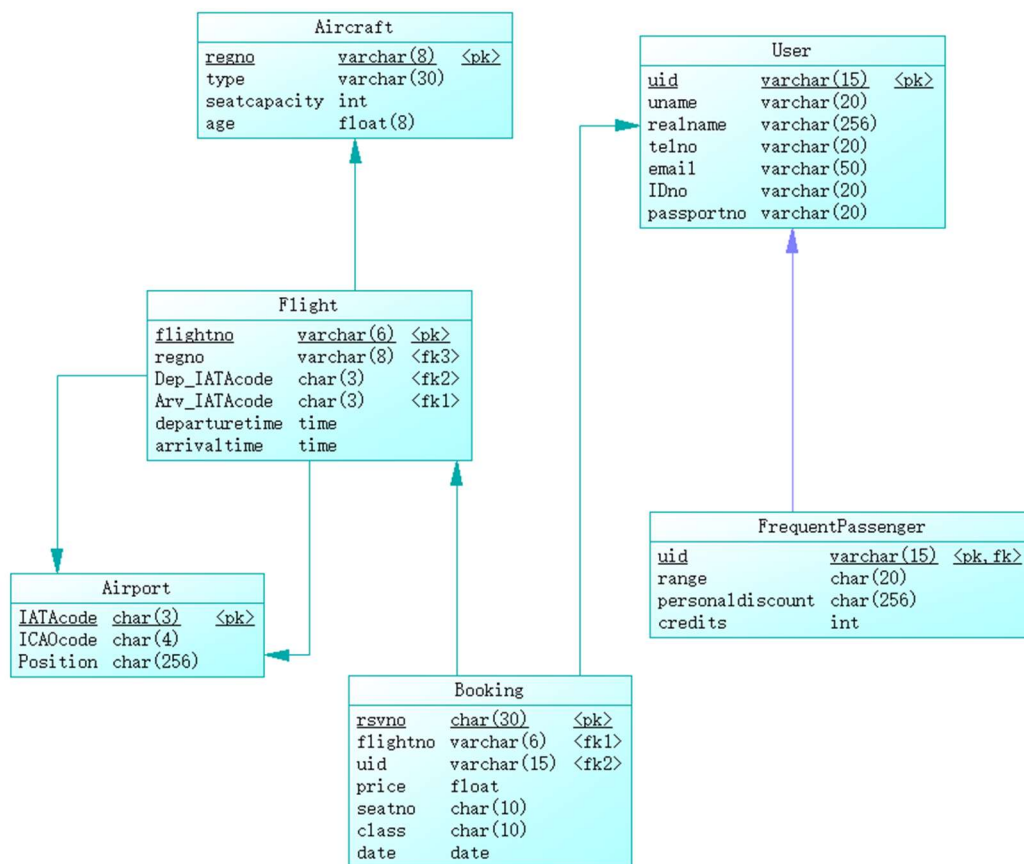 Aircraft
regno varchar(8) <pk>
type varchar(30)
seatcapacity int
age float(8)
User
uid varchar(15) <pk>
uname varchar(20)
realname varchar(256)
telno varchar(20)
email varchar(50)
IDno varchar(20)
passportno varchar(20)
Flight
flightno varchar(6) <pk>
regno varchar(8) <fk3>
Dep_IATAcode char(3) <fk2>
Arv_IATAcode char(3) <fk1>
departuretime time
arrivaltime time
FrequentPassenger
uid varchar(15) <pk,fk>
range char(20)
personaldiscount char(256)
credits int
Airport
IATAcode char(3) <pk>
ICAOcode char(4)
Position char(256)
Booking
rsvno char(30) <pk>
flightno varchar(6) <fk1>
uid varchar(15) <fk2>
price float
seatno char(10)
class char(10)
date date